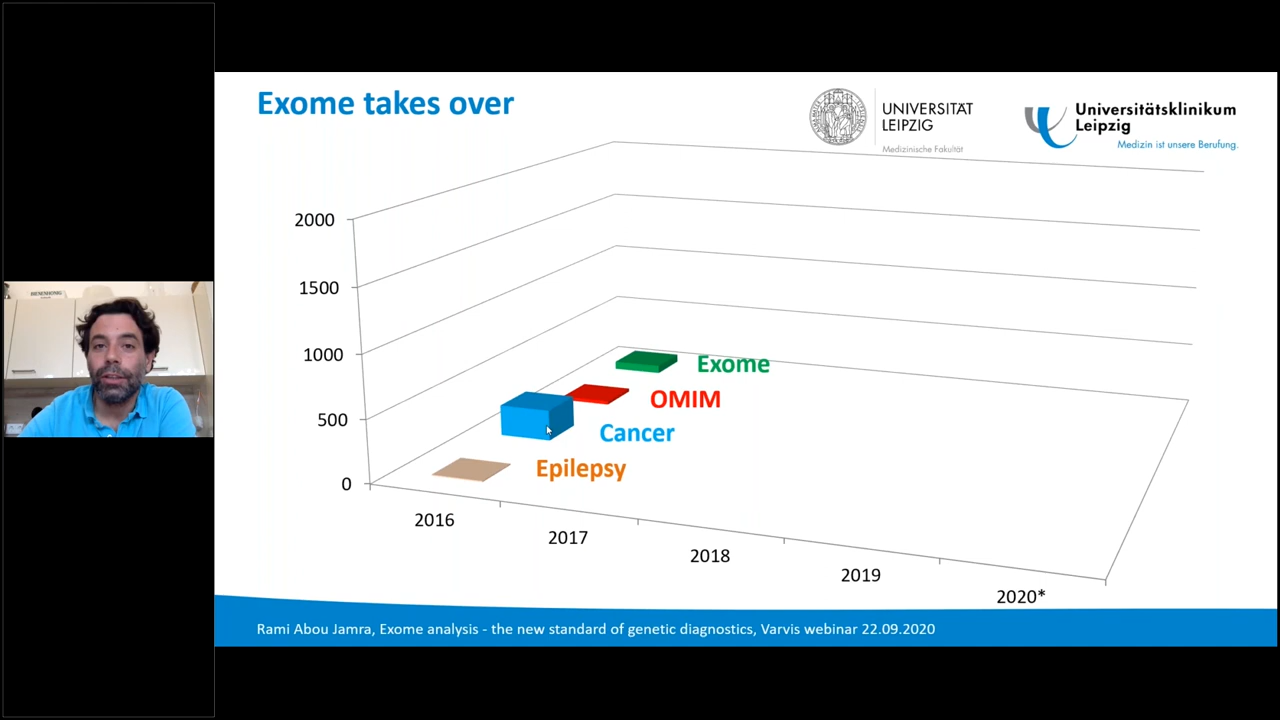 Exome takes over
UNIVERSITÄT
LEIPZIG
Medizinische Fakultät
Universitätsklinikum
Leipzig
Medizin ist unsere Berufung.
2000
1500
1000
500
0
Exome
OMIM
Cancer
Epilepsy
2016
2017
2018
2019
2020*
Rami Abou Jamra, Exome analysis - the new standard of genetic diagnostics, Varvis webinar 22.09.2020